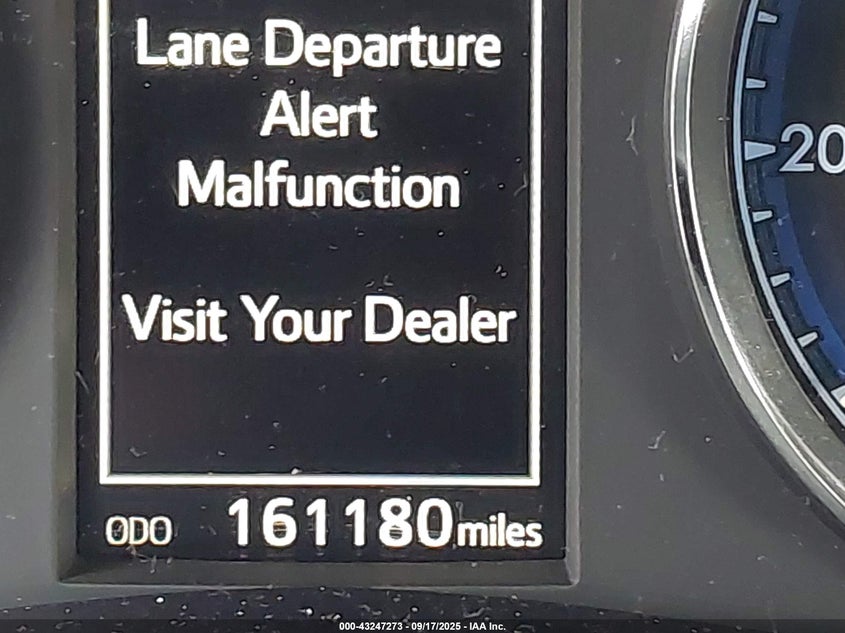 Lane Departure
Alert
Malfunction
Visit Your Dealer
20
ODO 161180 miles
000-43247273 - 09/17/2025 - IAA Inc.